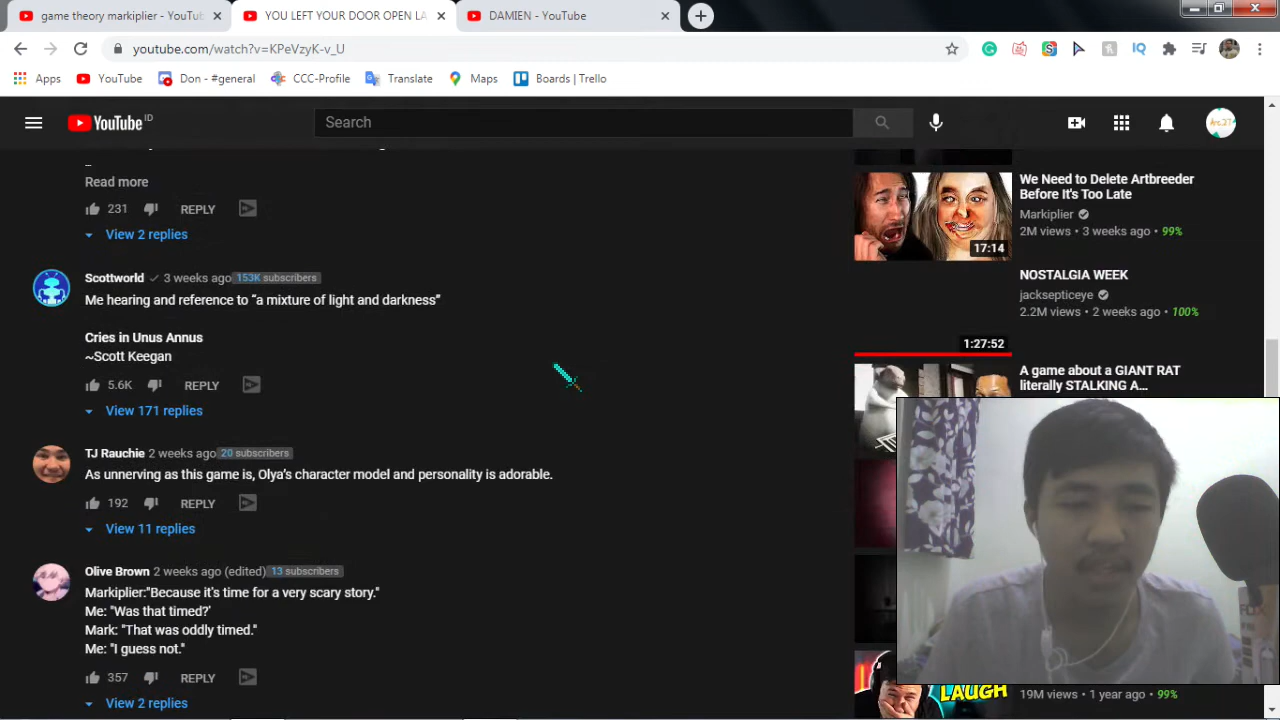 game theory markiplier - YouTub
YOU LEFT YOUR DOOR OPEN LA
DAMIEN - YouTube
youtube.com/watch?v=KPeVzyK-v_U
Apps
YouTube
Don - #general
CCC-Profile
Translate
Maps
Boards | Trello
YouTube ID
Search
Arc.27
Read more
231
REPLY
View 2 replies
Scottworld 3 weeks ago 153K subscribers
Me hearing and reference to “a mixture of light and darkness”
Cries in Unus Annus
~Scott Keegan
5.6K
REPLY
View 171 replies
TJ Rauchie 2 weeks ago 20 subscribers
As unnerving as this game is, Olya’s character model and personality is adorable.
192
REPLY
View 11 replies
Olive Brown 2 weeks ago (edited) 13 subscribers
Markiplier:"Because it's time for a very scary story."
Me: "Was that timed?'
Mark: "That was oddly timed."
Me: "I guess not."
357
REPLY
View 2 replies
17:14
We Need to Delete Artbreeder
Before It's Too Late
Markiplier
2M views • 3 weeks ago • 99%
1:27:52
NOSTALGIA WEEK
jacksepticeye
2.2M views • 2 weeks ago • 100%
A game about a GIANT RAT
literally STALKING A...
LAUGH
19M views • 1 year ago • 99%